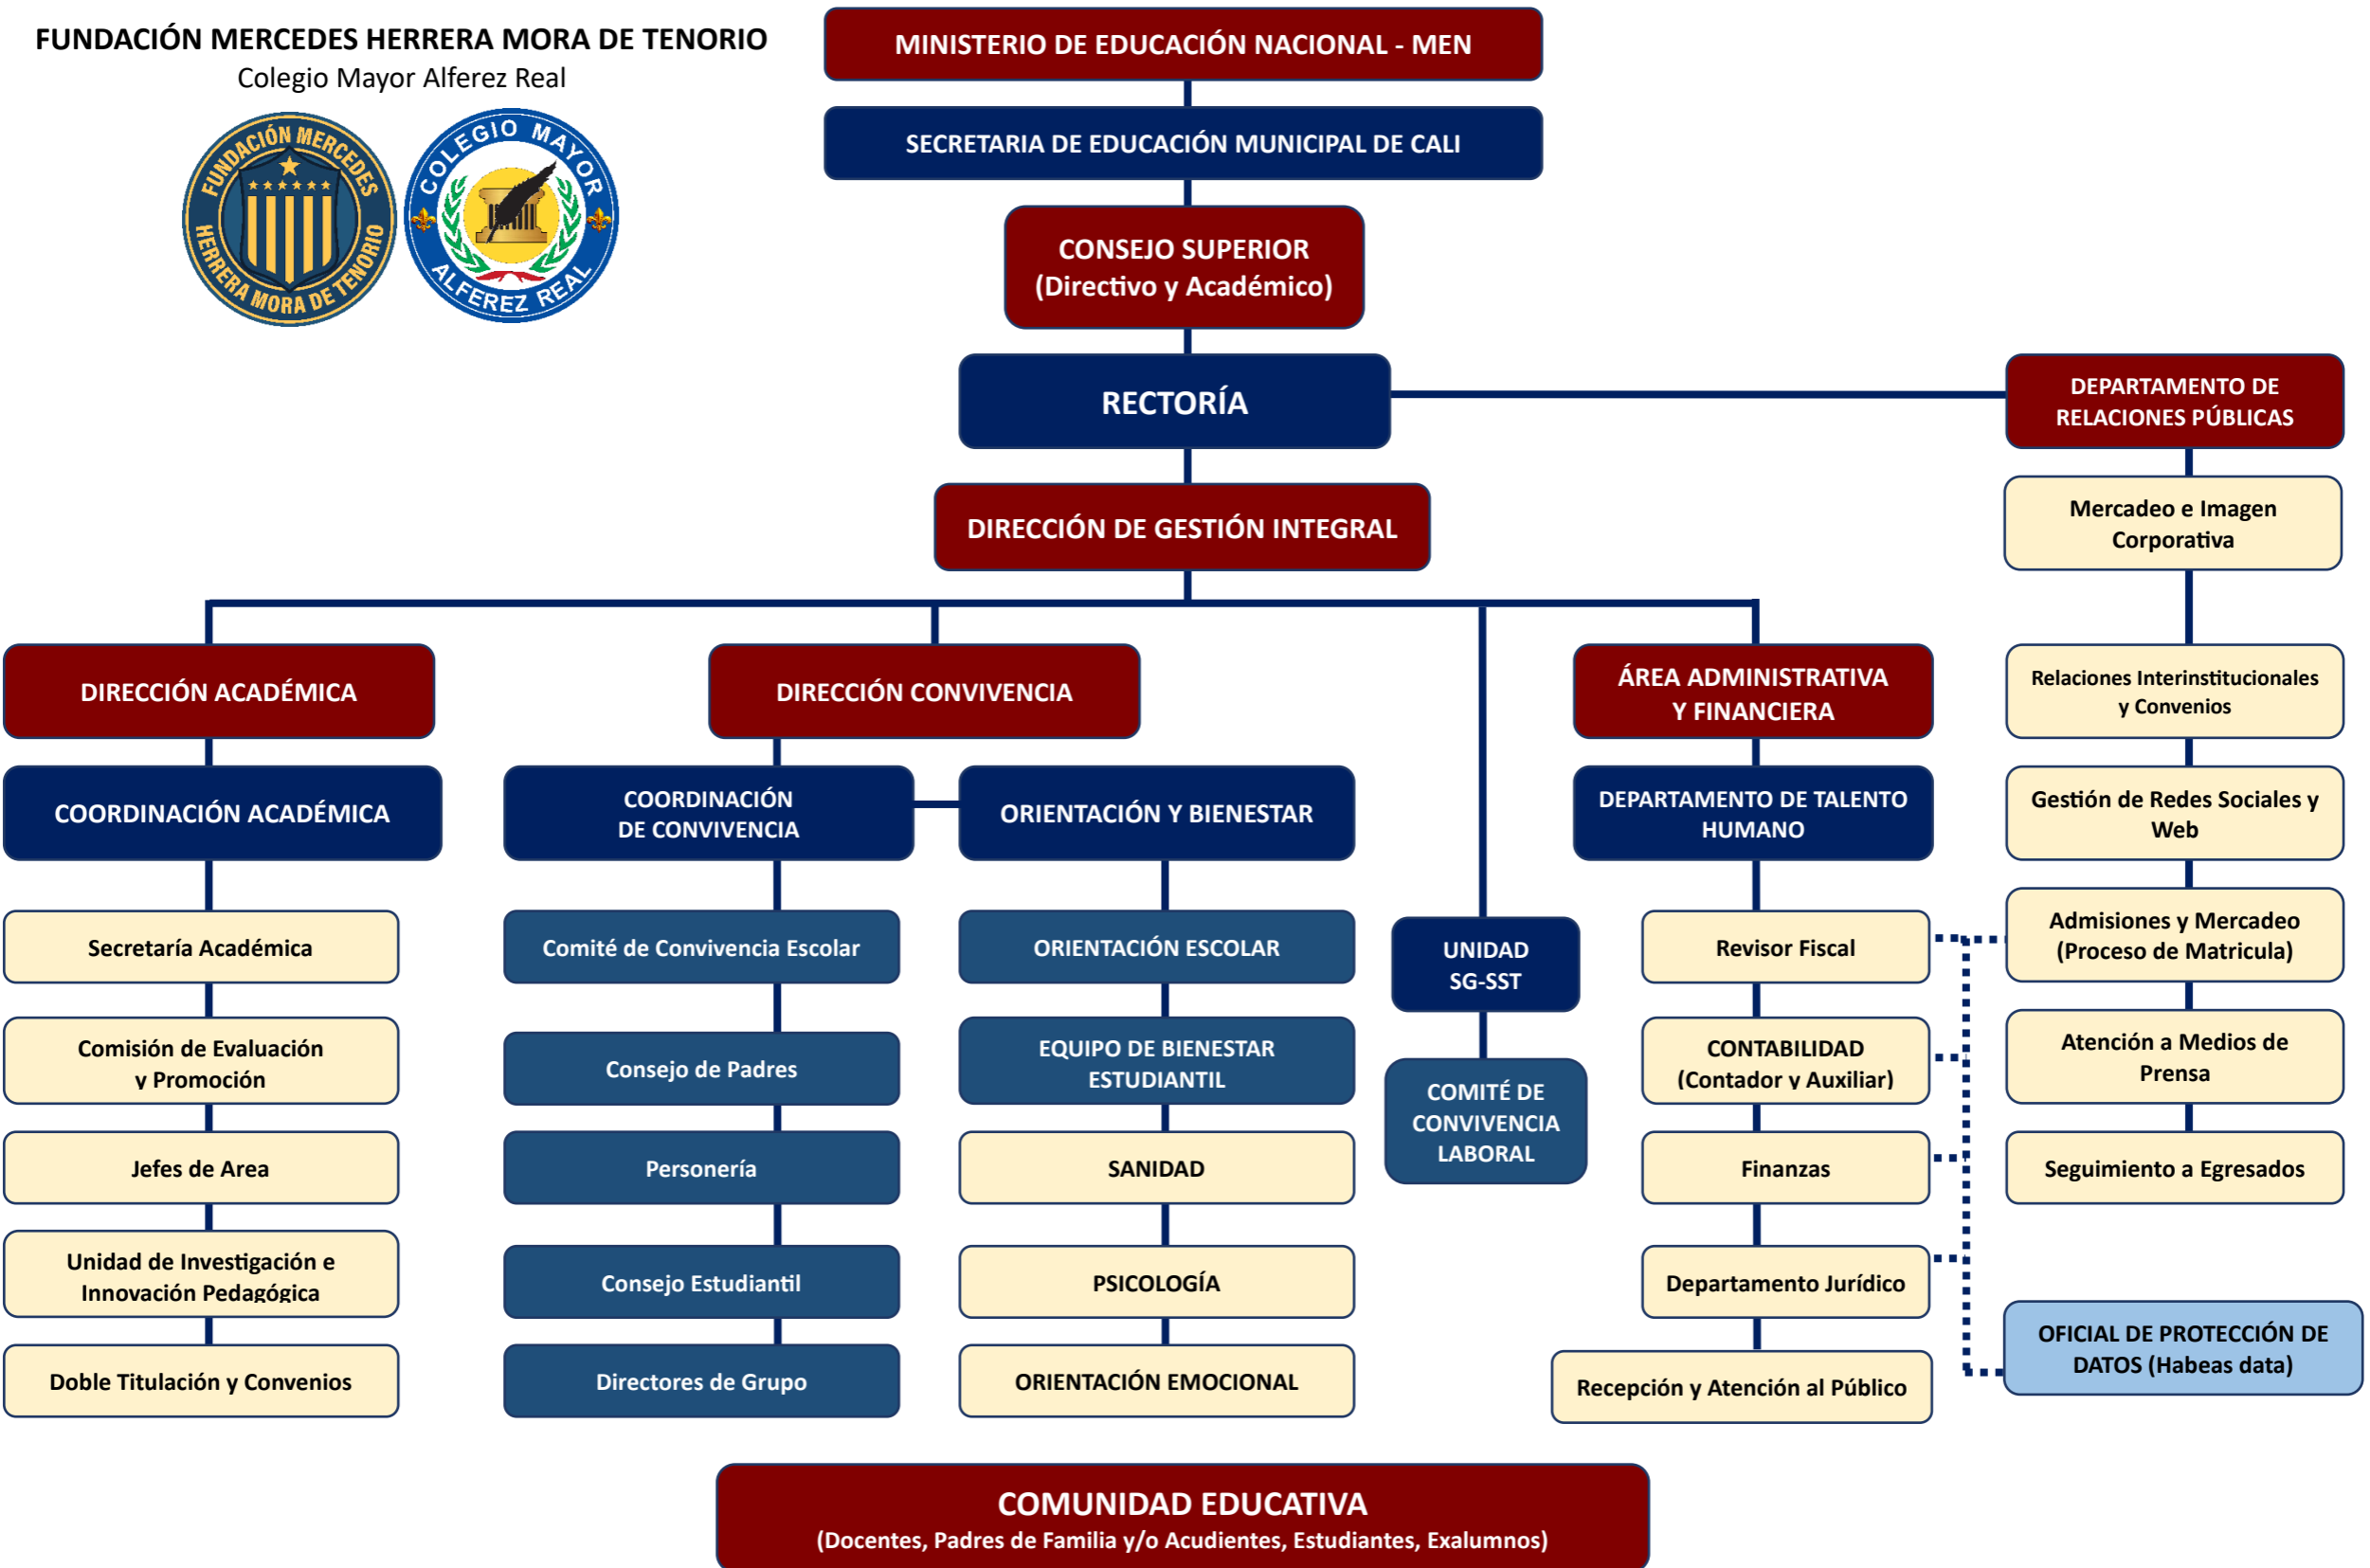 FUNDACIÓN MERCEDES HERRERA MORA DE TENORIO
Colegio Mayor Alferez Real
FUNDACIÓN MERCEDES
HERRERA MORA DE TENORIO
COLEGIO MAYOR
ALFEREZ REAL
MINISTERIO DE EDUCACIÓN NACIONAL - MEN
SECRETARIA DE EDUCACIÓN MUNICIPAL DE CALI
CONSEJO SUPERIOR
(Directivo y Académico)
RECTORÍA
DIRECCIÓN DE GESTIÓN INTEGRAL
DIRECCIÓN ACADÉMICA
COORDINACIÓN ACADÉMICA
Secretaría Académica
Comisión de Evaluación
y Promoción
Jefes de Area
Unidad de Investigación e
Innovación Pedagógica
Doble Titulación y Convenios
DIRECCIÓN CONVIVENCIA
COORDINACIÓN
DE CONVIVENCIA
Comité de Convivencia Escolar
Consejo de Padres
Personería
Consejo Estudiantil
Directores de Grupo
ORIENTACIÓN Y BIENESTAR
ORIENTACIÓN ESCOLAR
EQUIPO DE BIENESTAR
ESTUDIANTIL
SANIDAD
PSICOLOGÍA
ORIENTACIÓN EMOCIONAL
UNIDAD
SG-SST
COMITÉ DE
CONVIVENCIA
LABORAL
ÁREA ADMINISTRATIVA
Y FINANCIERA
DEPARTAMENTO DE TALENTO
HUMANO
Revisor Fiscal
CONTABILIDAD
(Contador y Auxiliar)
Finanzas
Departamento Jurídico
Recepción y Atención al Público
DEPARTAMENTO DE
RELACIONES PÚBLICAS
Mercadeo e Imagen
Corporativa
Relaciones Interinstitucionales
y Convenios
Gestión de Redes Sociales y
Web
Admisiones y Mercadeo
(Proceso de Matricula)
Atención a Medios de
Prensa
Seguimiento a Egresados
OFICIAL DE PROTECCIÓN DE
DATOS (Habeas data)
COMUNIDAD EDUCATIVA
(Docentes, Padres de Familia y/o Acudientes, Estudiantes, Exalumnos)